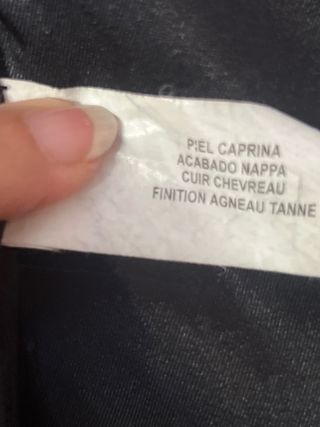 PIEL CAPRINA
ACABADO NAPPA
CUIR CHEVREAU
FINITION AGNEAU TANNE